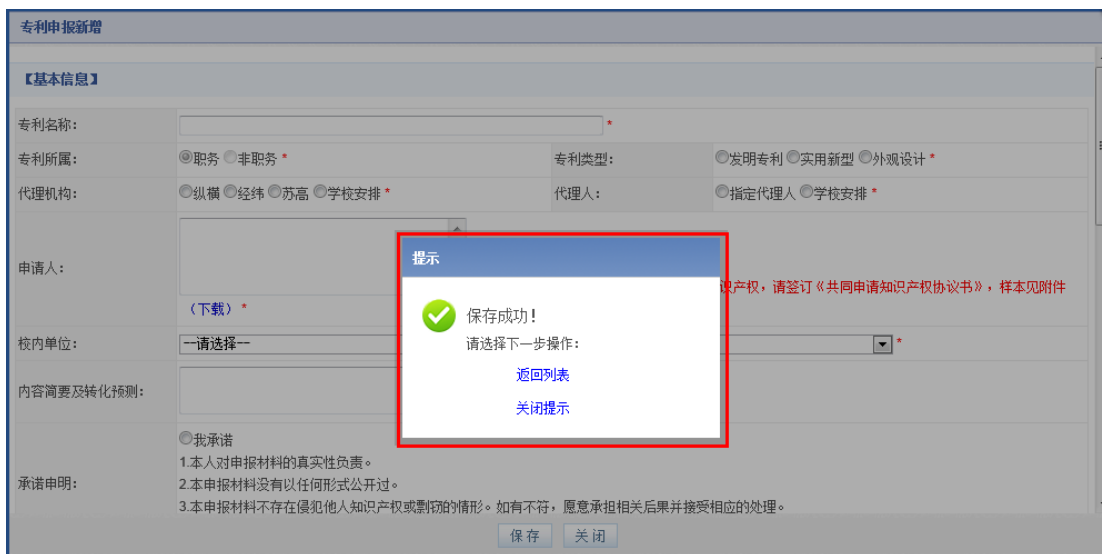 专利申报新增
【基本信息】
专利名称： *
专利所属： 职务 非职务 * 专利类型： 发明专利 实用新型 外观设计 *
代理机构： 纵横 经纬 苏高 学校安排 * 代理人： 指定代理人 学校安排 *
申请人：
识产权，请签订《共同申请知识产权协议书》，样本见附件
（下载） *
校内单位： --请选择-- *
内容简要及转化预测：
我承诺
1.本人对申报材料的真实性负责。
承诺申明： 2.本申报材料没有以任何形式公开过。
3.本申报材料不存在侵犯他人知识产权或剽窃的情形。如有不符，愿意承担相关后果并接受相应的处理。
保存 关闭
提示
保存成功！
请选择下一步操作：
返回列表
关闭提示